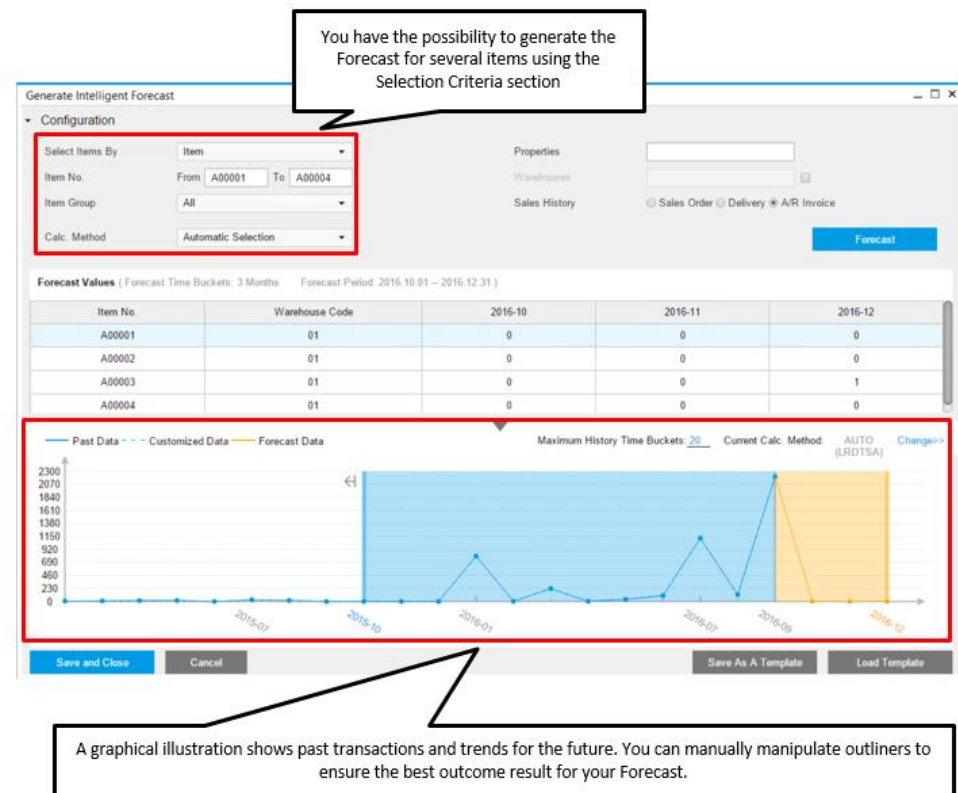 You have the possibility to generate the
Forecast for several items using the
Selection Criteria section
Generate Intelligent Forecast
Configuration
Select Items By Item Properties
Item No. From A00001 To A00004 Warehouses
Item Group All Sales History Sales Order Delivery A/R Invoice
Calc. Method Automatic Selection Forecast
Forecast Values ( Forecast Time Buckets: 3 Months Forecast Period: 2016.10.01 – 2016.12.31 )
Item No. Warehouse Code 2016-10 2016-11 2016-12
A00001 01 0 0 0
A00002 01 0 0 0
A00003 01 0 0 1
A00004 01 0 0 0
Past Data Customized Data Forecast Data Maximum History Time Buckets: 20 Current Calc. Method: AUTO (LRDTSA) Change>>
2300
2070
1840
1610
1380
1150
920
690
460
230
0
2015-07 2015-10 2016-01 2016-07 2016-09 2016-12
Save and Close Cancel Save As A Template Load Template
A graphical illustration shows past transactions and trends for the future. You can manually manipulate outliners to
ensure the best outcome result for your Forecast.